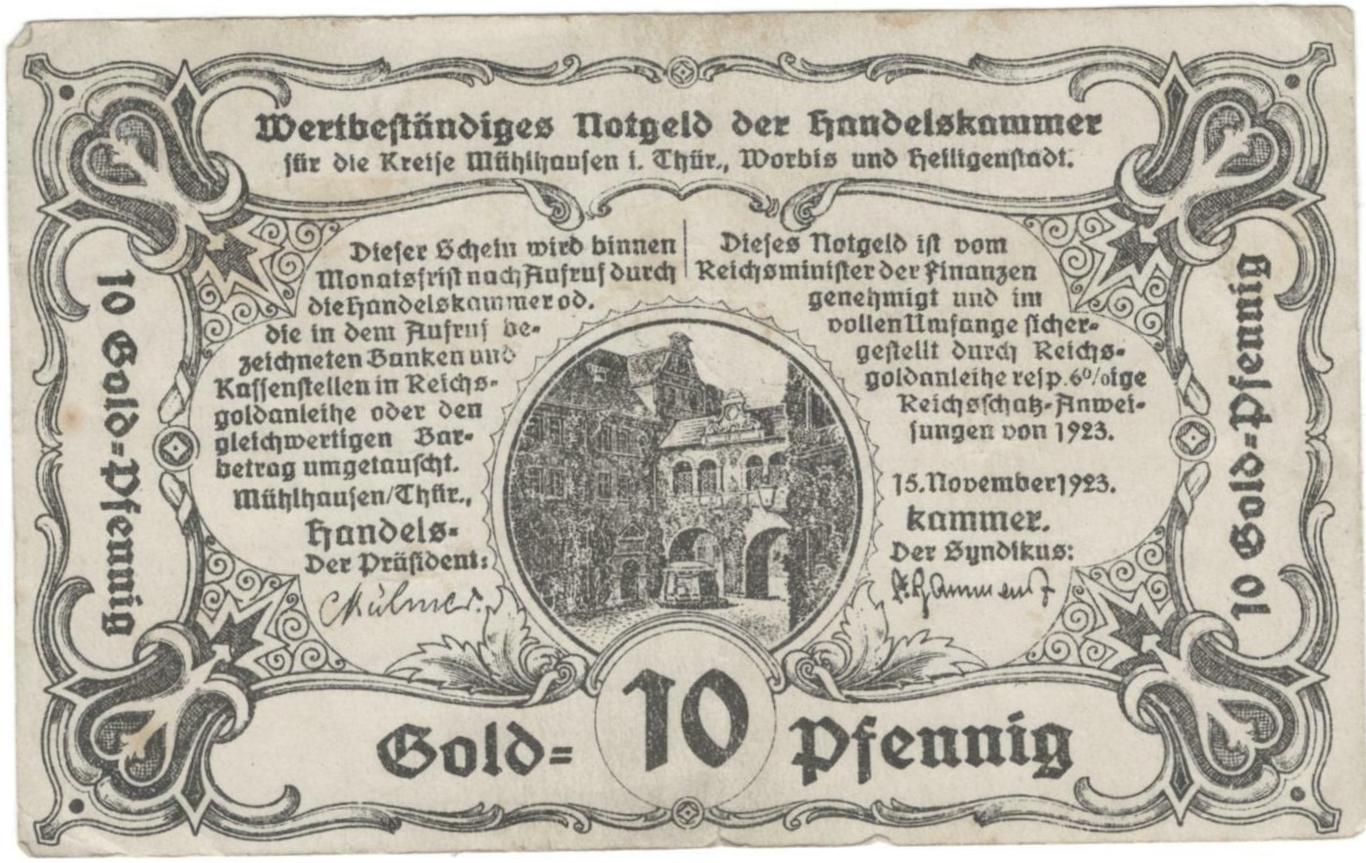 Wertbeständiges Notgeld der Handelskammer
für die Kreise Mühlhausen i. Thür., Worbis und Heiligenstadt.
Dieser Schein wird binnen
Monatsfrist nach Aufruf durch
die Handelskammer od.
die in dem Aufruf be-
zeichneten Banken und
Kassenstellen in Reichs-
goldanleihe oder den
gleichwertigen Bar-
betrag umgetauscht.
Mühlhausen/Thür.,
Handels-
Der Präsident:
Dieses Notgeld ist vom
Reichsminister der Finanzen
genehmigt und im
vollen Umfange sicher-
gestellt durch Reichs-
goldanleihe resp. 6%ige
Reichsschatz-Anwei-
sungen von 1923.
15. November 1923.
kammer.
Der Syndikus:
10 Gold-Pfennig
10 Gold-Pfennig
Gold- 10 Pfennig